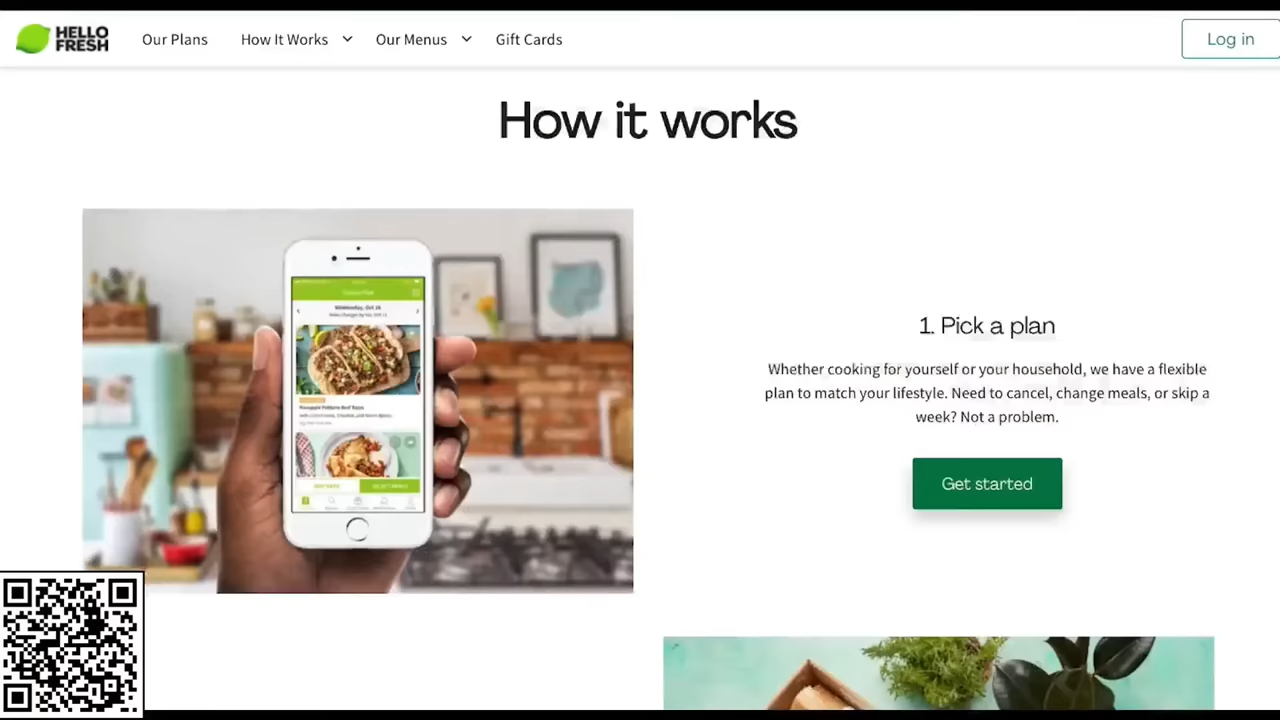 HELLO
FRESH
Our Plans
How It Works
Our Menus
Gift Cards
Log in
How it works
1. Pick a plan
Whether cooking for yourself or your household, we have a flexible
plan to match your lifestyle. Need to cancel, change meals, or skip a
week? Not a problem.
Get started